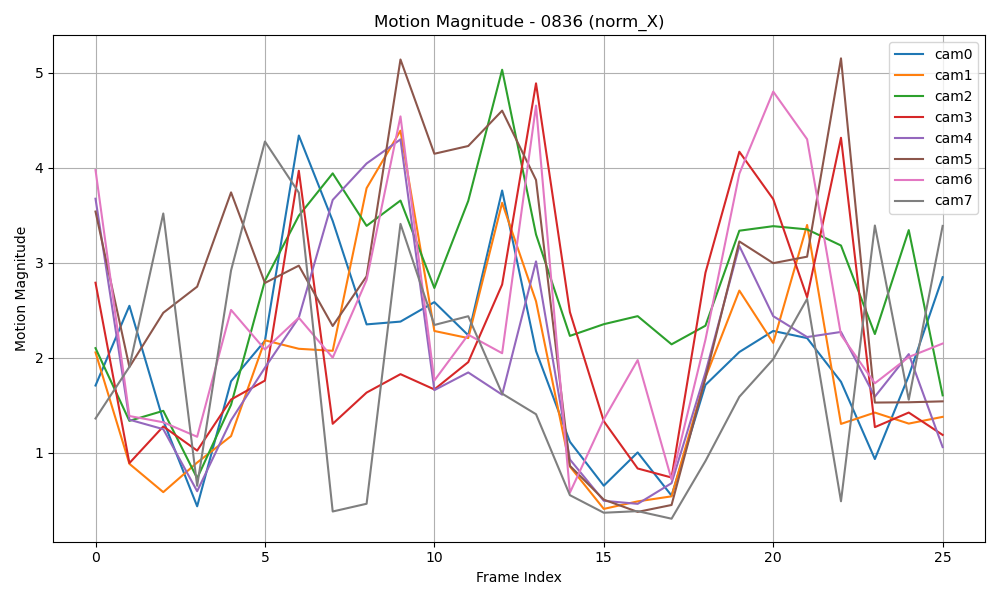 Motion Magnitude - 0836 (norm_X)
Motion Magnitude
5
4
3
2
1
0
5
10
15
20
25
Frame Index
cam0
cam1
cam2
cam3
cam4
cam5
cam6
cam7